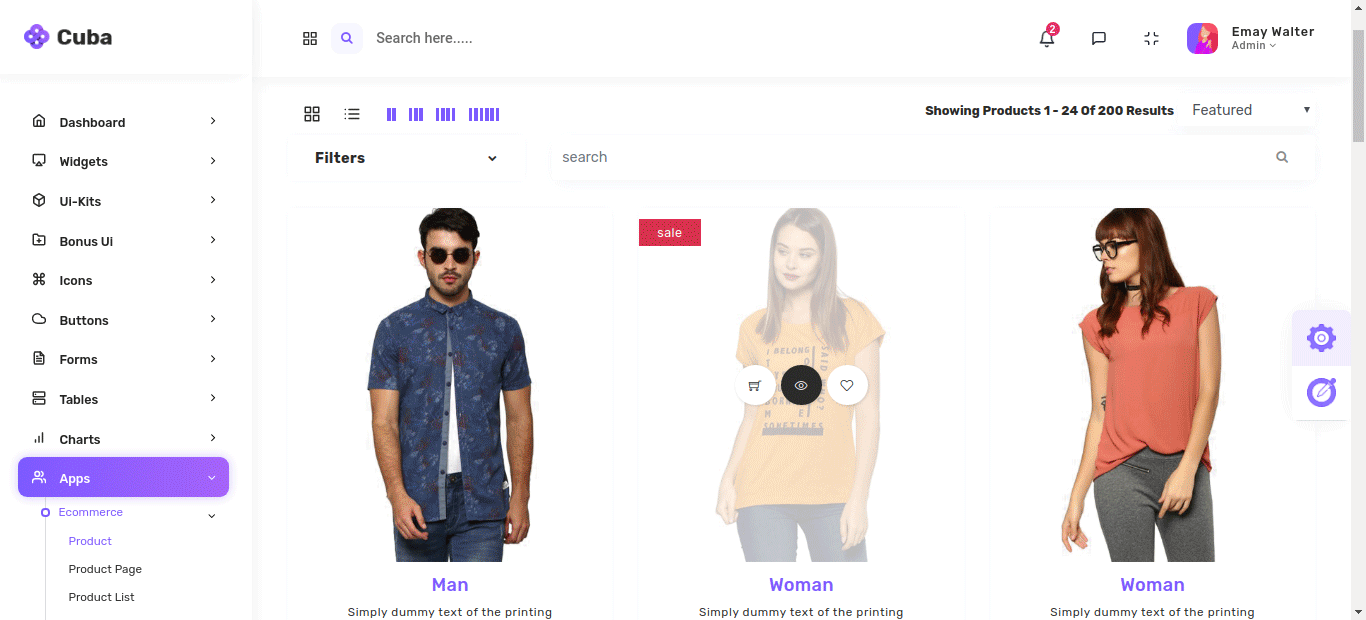 Cuba
Search here.....
2
Emay Walter
Admin
Dashboard
Widgets
Ui-Kits
Bonus Ui
Icons
Buttons
Forms
Tables
Charts
Apps
Ecommerce
Product
Product Page
Product List
Showing Products 1 - 24 Of 200 Results
Featured
Filters
search
sale
I BELONG
SOMETIMES
Man
Simply dummy text of the printing
Woman
Simply dummy text of the printing
Woman
Simply dummy text of the printing